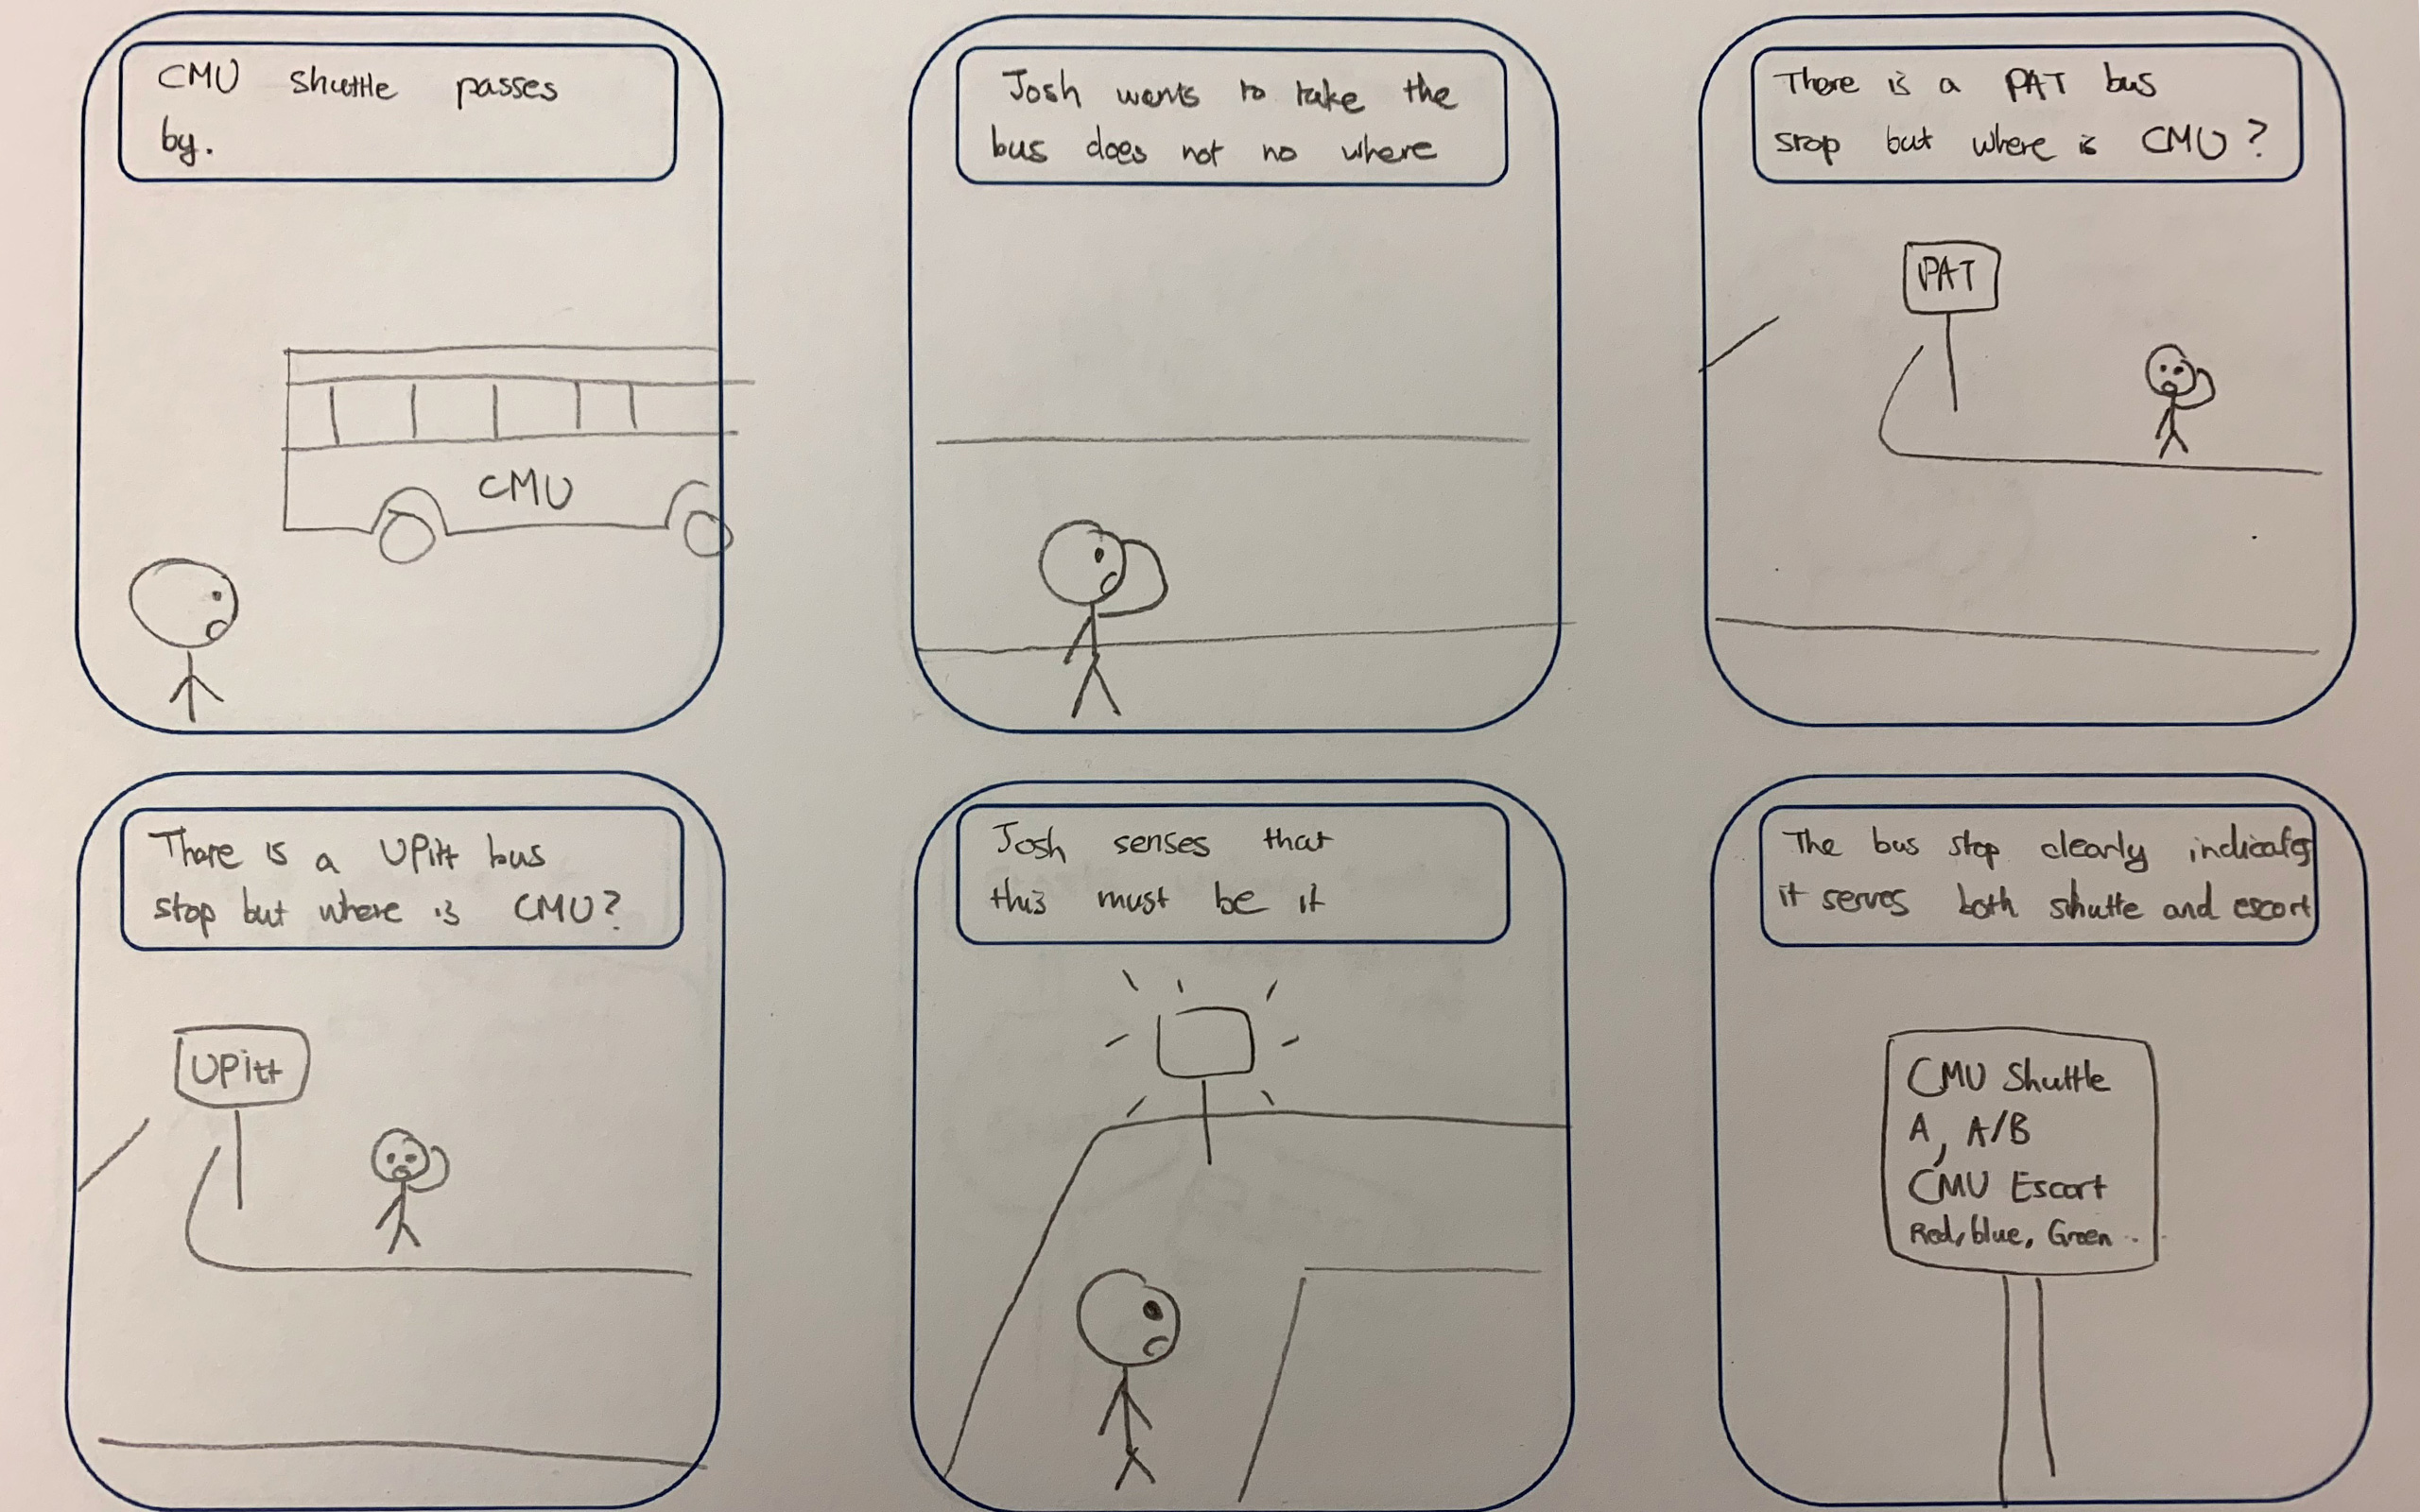 CMU shuttle passes
by.
CMU
Josh wants to take the
bus does not no where
There is a PAT bus
stop but where is CMU?
PAT
There is a UPitt bus
stop but where is CMU?
UPitt
Josh senses that
this must be it
The bus stop clearly indicates
it serves both shuttle and escort
CMU Shuttle
A, A/B
CMU Escort
Red, blue, Green ..